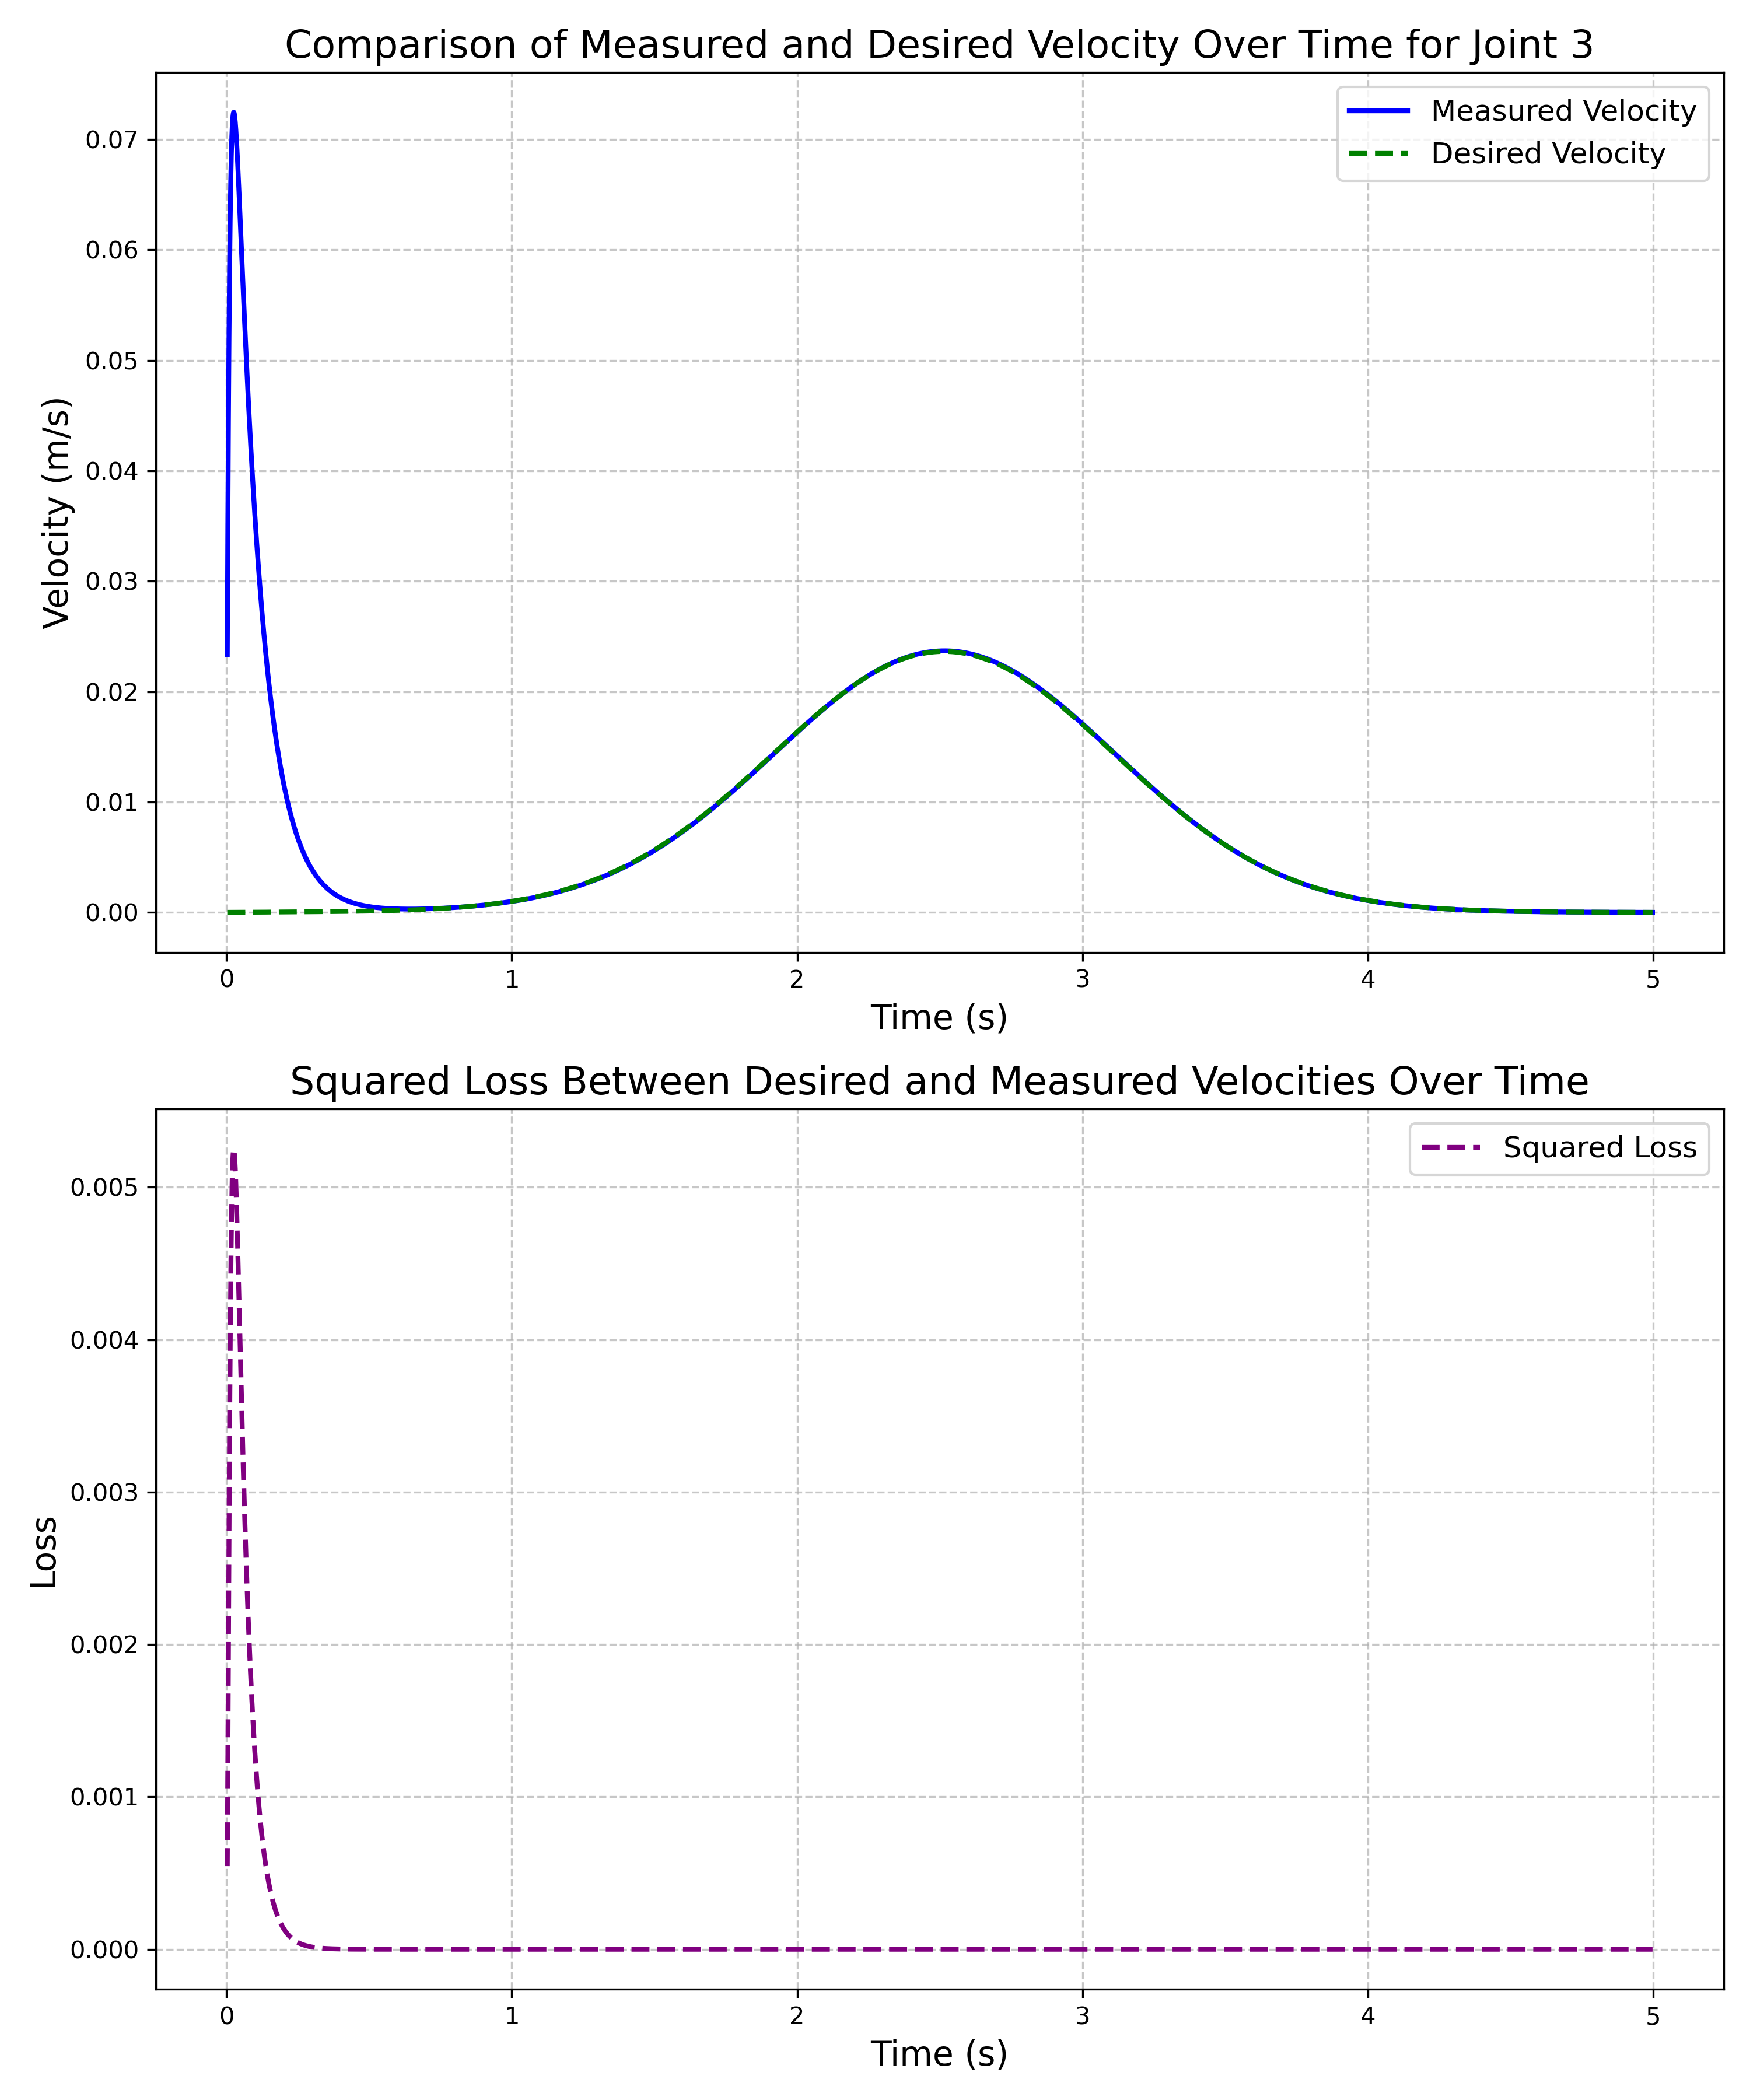 Comparison of Measured and Desired Velocity Over Time for Joint 3
Measured Velocity
Desired Velocity
Velocity (m/s)
0.07
0.06
0.05
0.04
0.03
0.02
0.01
0.00
0 1 2 3 4 5
Time (s)
Squared Loss Between Desired and Measured Velocities Over Time
Squared Loss
Loss
0.005
0.004
0.003
0.002
0.001
0.000
0 1 2 3 4 5
Time (s)